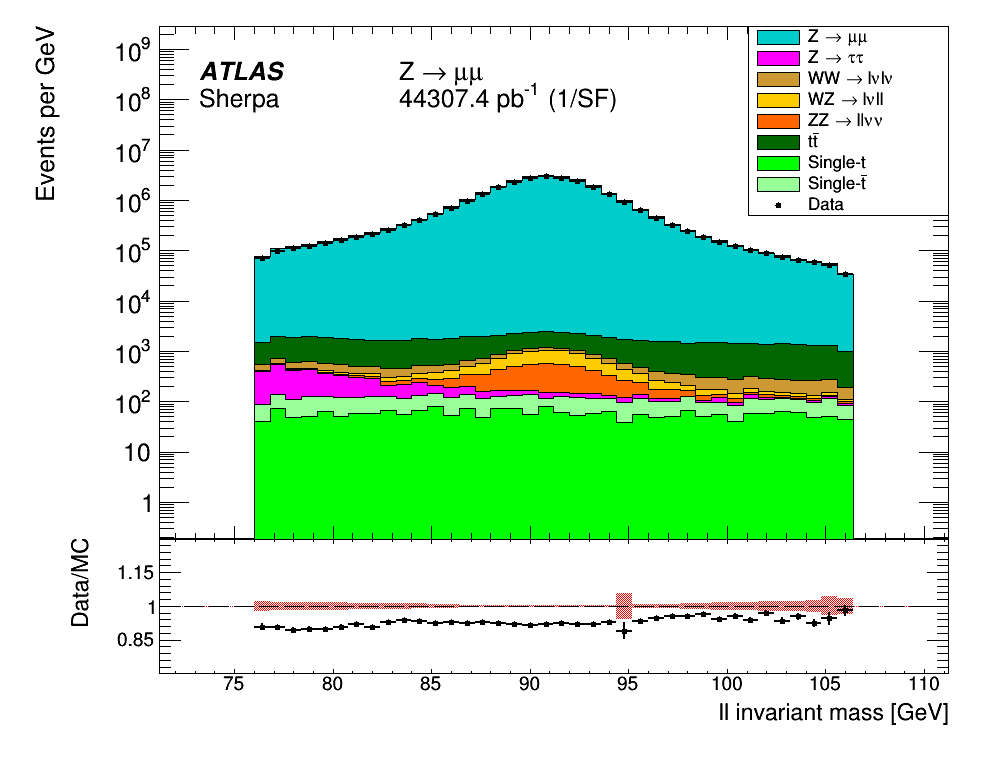 Events per GeV
10⁹
10⁸
10⁷
10⁶
10⁵
10⁴
10³
10²
10
1
ATLAS
Sherpa
Z → μμ
44307.4 pb⁻¹ (1/SF)
Z → μμ
Z → ττ
WW → lνlν
WZ → lνll
ZZ → llνν
tt̄
Single-t
Single-t̄
Data
Data/MC
1.15
1
0.85
75 80 85 90 95 100 105 110
ll invariant mass [GeV]